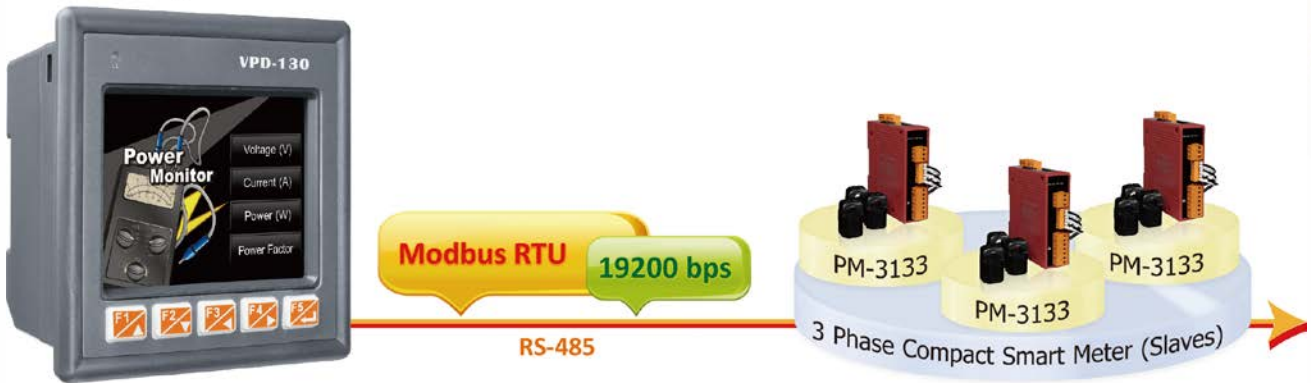 VPD-130
Power
Monitor
Voltage (V)
Current (A)
Power (W)
Power Factor
F1
F2
F3
F4
F5
Modbus RTU
19200 bps
RS-485
PM-3133
PM-3133
PM-3133
3 Phase Compact Smart Meter (Slaves)